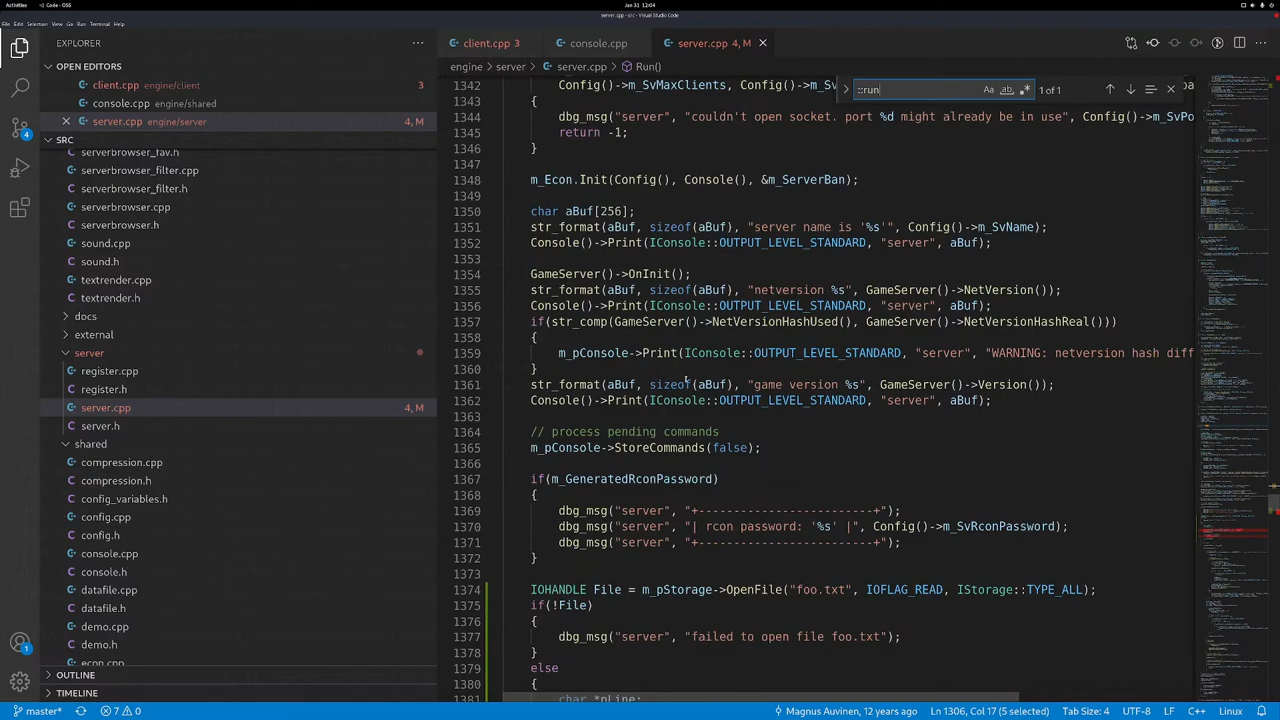 Activities
Code - OSS
Jan 31 12:04
server.cpp - src - Visual Studio Code
File Edit Selection View Go Run Terminal Help
EXPLORER
OPEN EDITORS
client.cpp engine/client 3
console.cpp engine/shared
server.cpp engine/server 4, M
SRC
serverbrowser_fav.h
serverbrowser_filter.cpp
serverbrowser_filter.h
serverbrowser.cpp
serverbrowser.h
sound.cpp
sound.h
textrender.cpp
textrender.h
docs
external
server
register.cpp
register.h
server.cpp 4, M
server.h
shared
compression.cpp
compression.h
config_variables.h
config.cpp
config.h
console.cpp
console.h
datafile.cpp
datafile.h
demo.cpp
demo.h
econ.cpp
OUTLINE
TIMELINE
4
1
client.cpp 3
console.cpp
server.cpp 4, M
engine > server > server.cpp > Run()
::run
1 of 1
1342 Config()->m_SvMaxClients, Config()->m_Sv
1344 "server", "couldn't open socket. port %d might already be in use", Config()->m_SvPo
1345 return -1;
1346
1347
1348 Econ.Init(Config(), Console(), serverBan);
1349
1350 char aBuf[256];
1351 str_format(aBuf, sizeof(aBuf), "server name is '%s'", Config()->m_SvName);
1352 Console()->Print(IConsole::OUTPUT_LEVEL_STANDARD, "server", aBuf);
1353
1354 GameServer()->OnInit();
1355 str_format(aBuf, sizeof(aBuf), "netversion %s", GameServer()->NetVersion());
1356 Console()->Print(IConsole::OUTPUT_LEVEL_STANDARD, "server", aBuf);
1357 if(str_comp(GameServer()->NetVersionHashUsed(), GameServer()->NetVersionHashReal()))
1358
1359 m_pConsole->Print(IConsole::OUTPUT_LEVEL_STANDARD, "server", "WARNING: netversion hash diff
1360
1361 str_format(aBuf, sizeof(aBuf), "game version %s", GameServer()->Version());
1362 Console()->Print(IConsole::OUTPUT_LEVEL_STANDARD, "server", aBuf);
1363
1364 process pending commands
1365 m_pConsole->StoreCommands(false);
1366
1367 m_GeneratedRconPassword)
1368
1369 dbg_msg("server", "+-------------------------+");
1370 dbg_msg("server", "| rcon password: '%s' |", Config()->m_SvRconPassword);
1371 dbg_msg("server", "+-------------------------+");
1372
1373
1374 IOHANDLE File = m_pStorage->OpenFile("foo.txt", IOFLAG_READ, IStorage::TYPE_ALL);
1375 if(!File)
1376
1377 dbg_msg("server", "failed to open file foo.txt");
1378
1379 else
1380 {
1381 char *pLine;
master*
7 0
Magnus Auvinen, 12 years ago
Ln 1306, Col 17 (5 selected)
Tab Size: 4
UTF-8
LF
C++
Linux